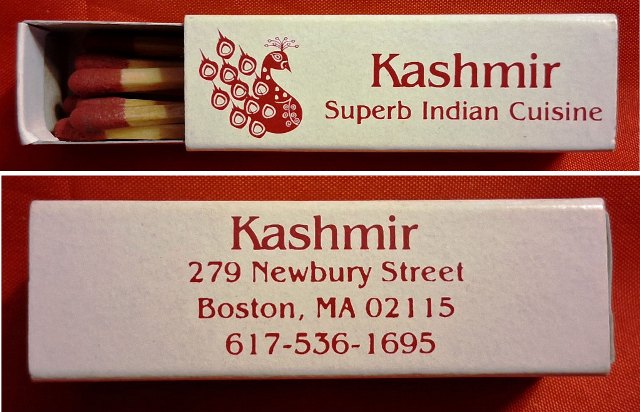 Kashmir
Superb Indian Cuisine
Kashmir
279 Newbury Street
Boston, MA 02115
617-536-1695